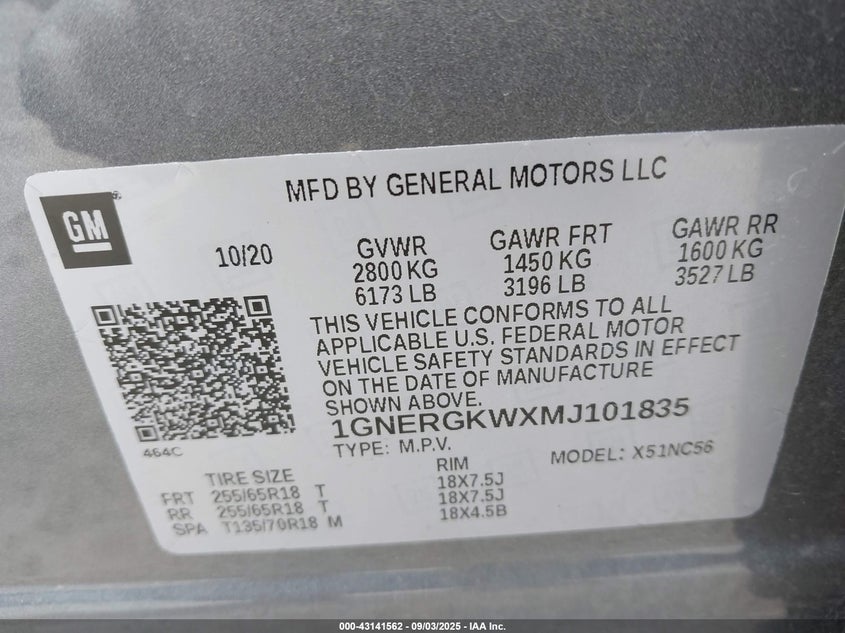 MFD BY GENERAL MOTORS LLC
GM
10/20
GVWR
2800 KG
6173 LB
GAWR FRT
1450 KG
3196 LB
GAWR RR
1600 KG
3527 LB
THIS VEHICLE CONFORMS TO ALL
APPLICABLE U.S. FEDERAL MOTOR
VEHICLE SAFETY STANDARDS IN EFFECT
ON THE DATE OF MANUFACTURE
SHOWN ABOVE.
1GNERGKWXMJ101835
464C
TYPE: M.P.V.
MODEL: X51NC56
TIRE SIZE RIM
FRT 255/65R18 T 18X7.5J
RR 255/65R18 T 18X7.5J
SPA T135/70R18 M 18X4.5B
000-43141562 - 09/03/2025 - IAA Inc.